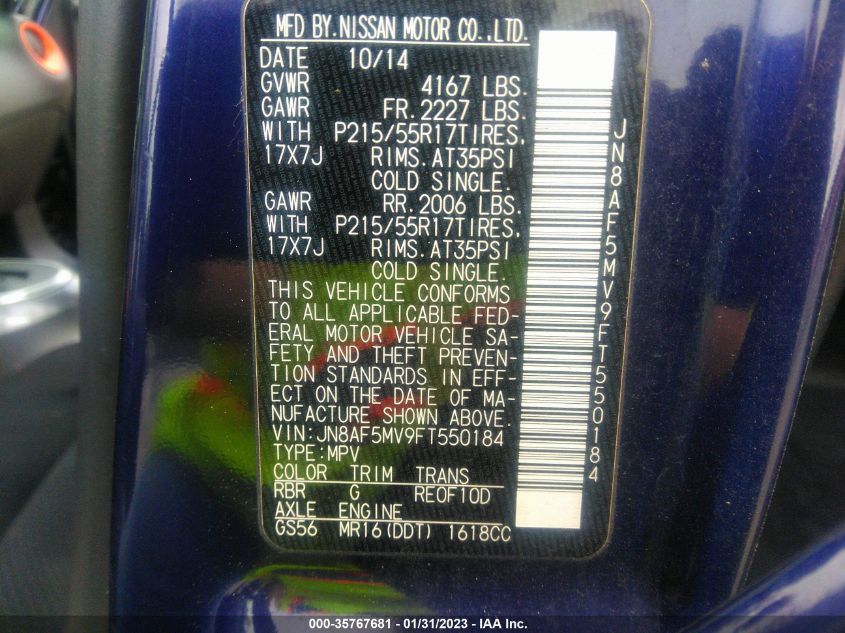 MFD BY.NISSAN MOTOR CO.,LTD.
DATE 10/14
GVWR 4167 LBS.
GAWR FR.2227 LBS.
WITH P215/55R17TIRES,
17X7J RIMS.AT35PSI
COLD SINGLE.
GAWR RR.2006 LBS.
WITH P215/55R17TIRES,
17X7J RIMS.AT35PSI
COLD SINGLE.
THIS VEHICLE CONFORMS
TO ALL APPLICABLE FED-
ERAL MOTOR VEHICLE SA-
FETY AND THEFT PREVEN-
TION STANDARDS IN EFF-
ECT ON THE DATE OF MA-
NUFACTURE SHOWN ABOVE.
VIN:JN8AF5MV9FT550184
TYPE:MPV
COLOR TRIM TRANS
RBR G RE0F10D
AXLE ENGINE
GS56 MR16(DDT) 1618CC
JN8AF5MV9FT550184
000-35767681 - 01/31/2023 - IAA Inc.